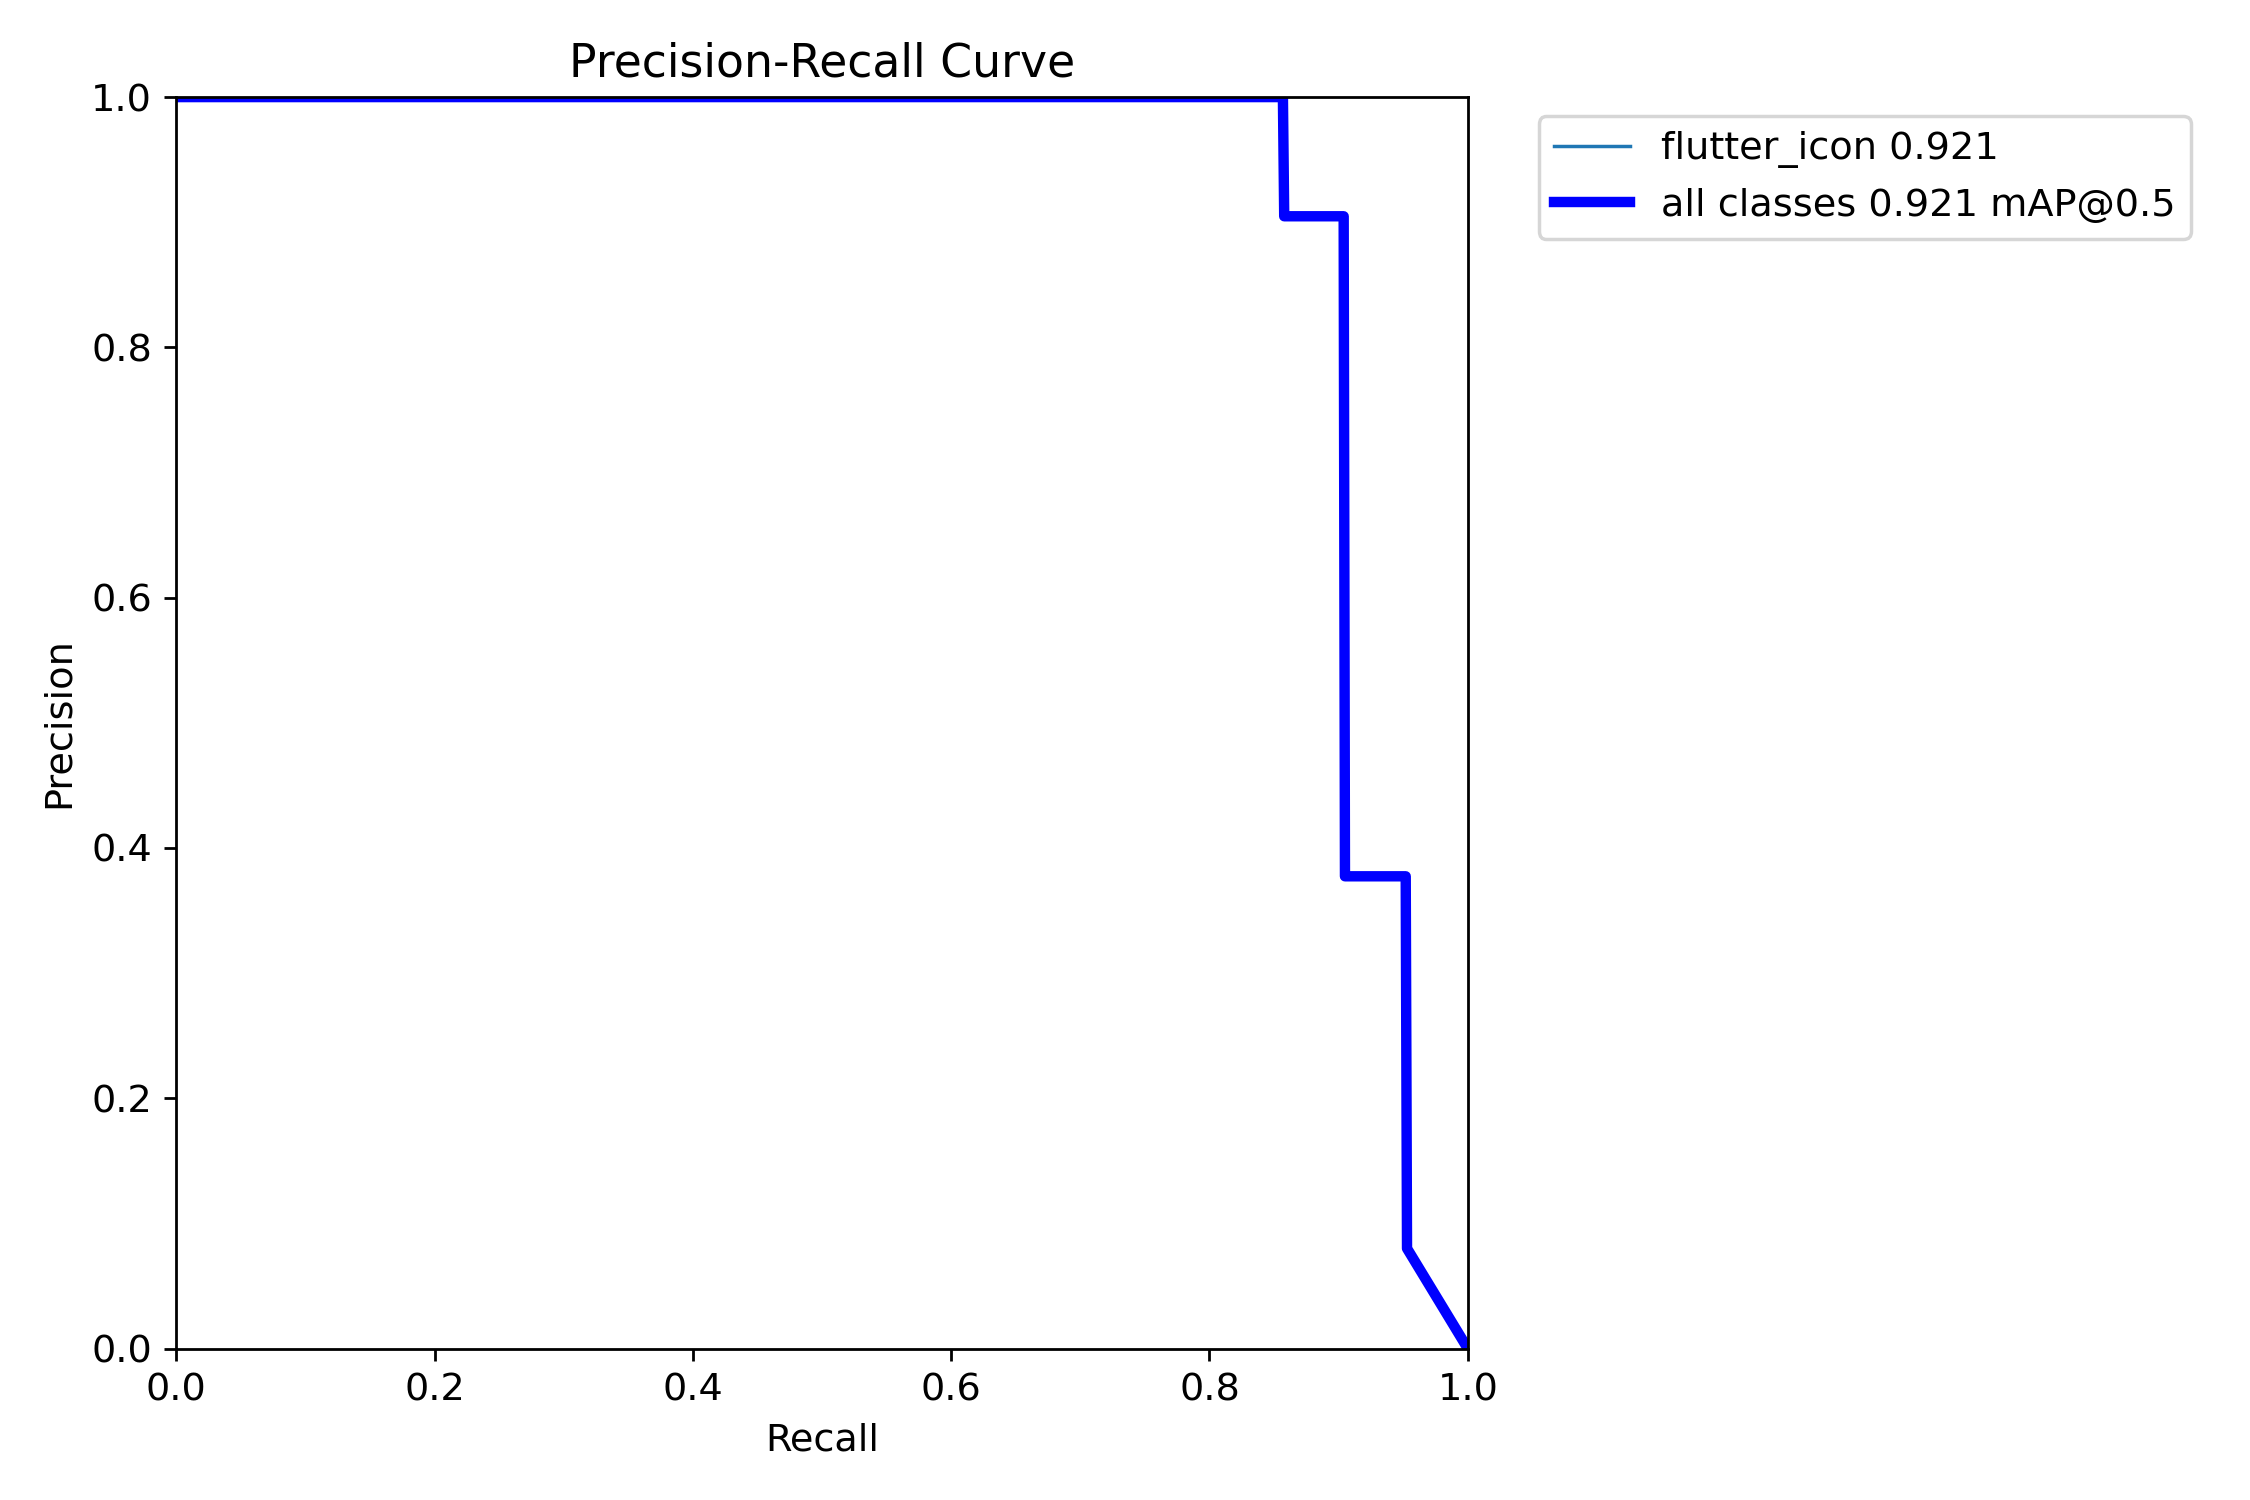 Precision-Recall Curve
1.0
0.8
0.6
0.4
0.2
0.0
Precision
0.0 0.2 0.4 0.6 0.8 1.0
Recall
flutter_icon 0.921
all classes 0.921 mAP@0.5